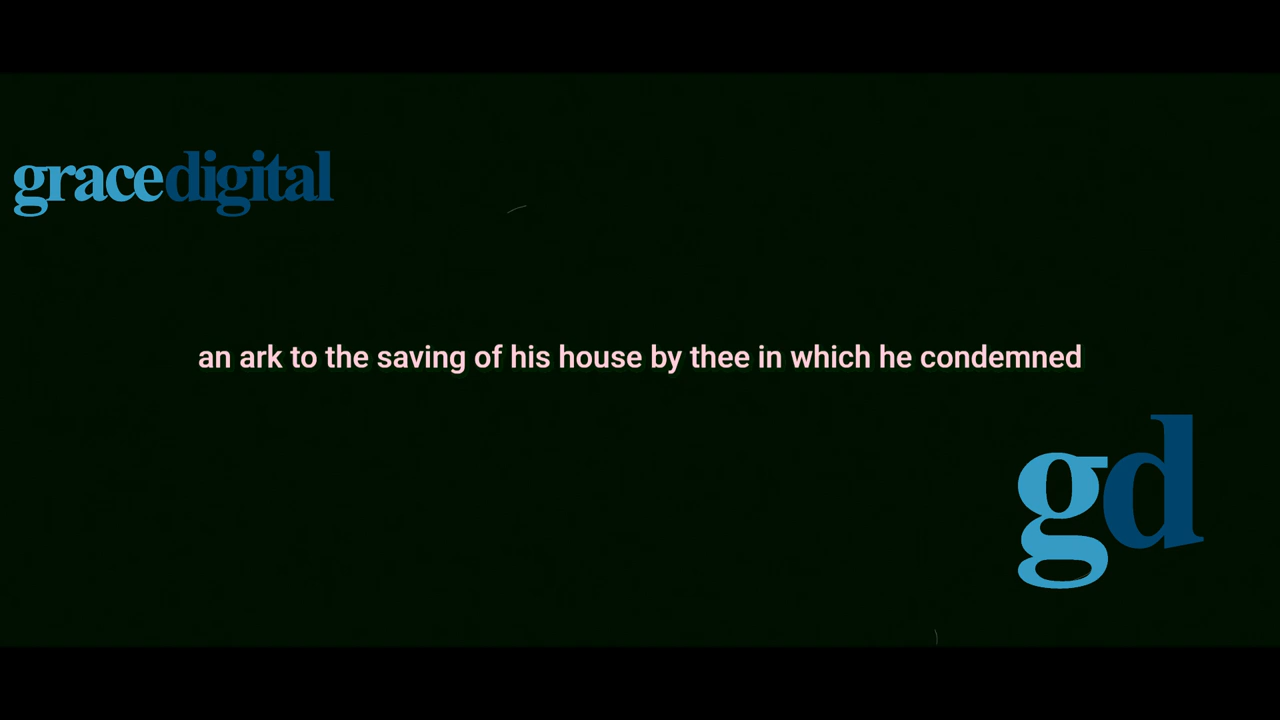 gracedigital
an ark to the saving of his house by thee in which he condemned
gd